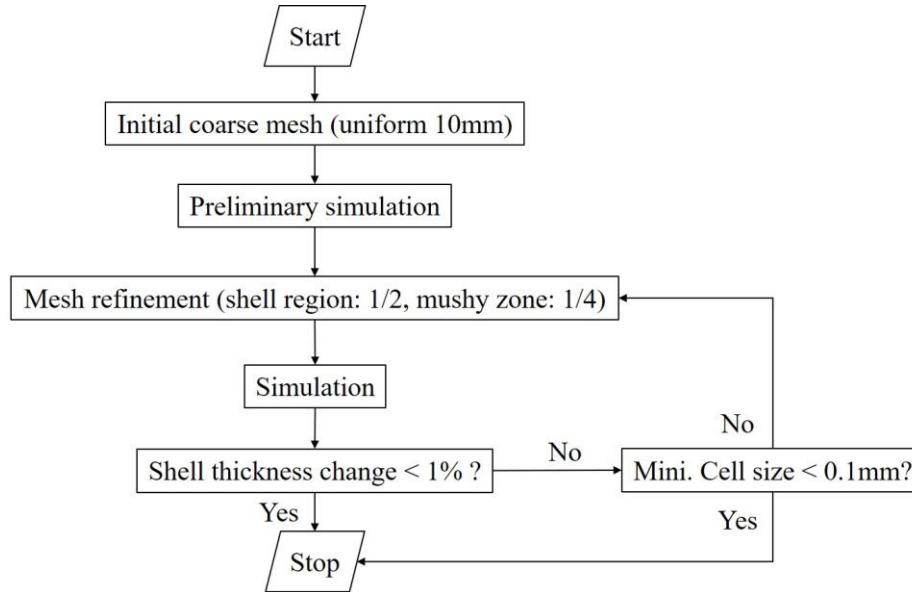 Start
Initial coarse mesh (uniform 10mm)
Preliminary simulation
Mesh refinement (shell region: 1/2, mushy zone: 1/4)
Simulation
No
Shell thickness change < 1% ?
No
Mini. Cell size < 0.1mm?
Yes
Yes
Stop